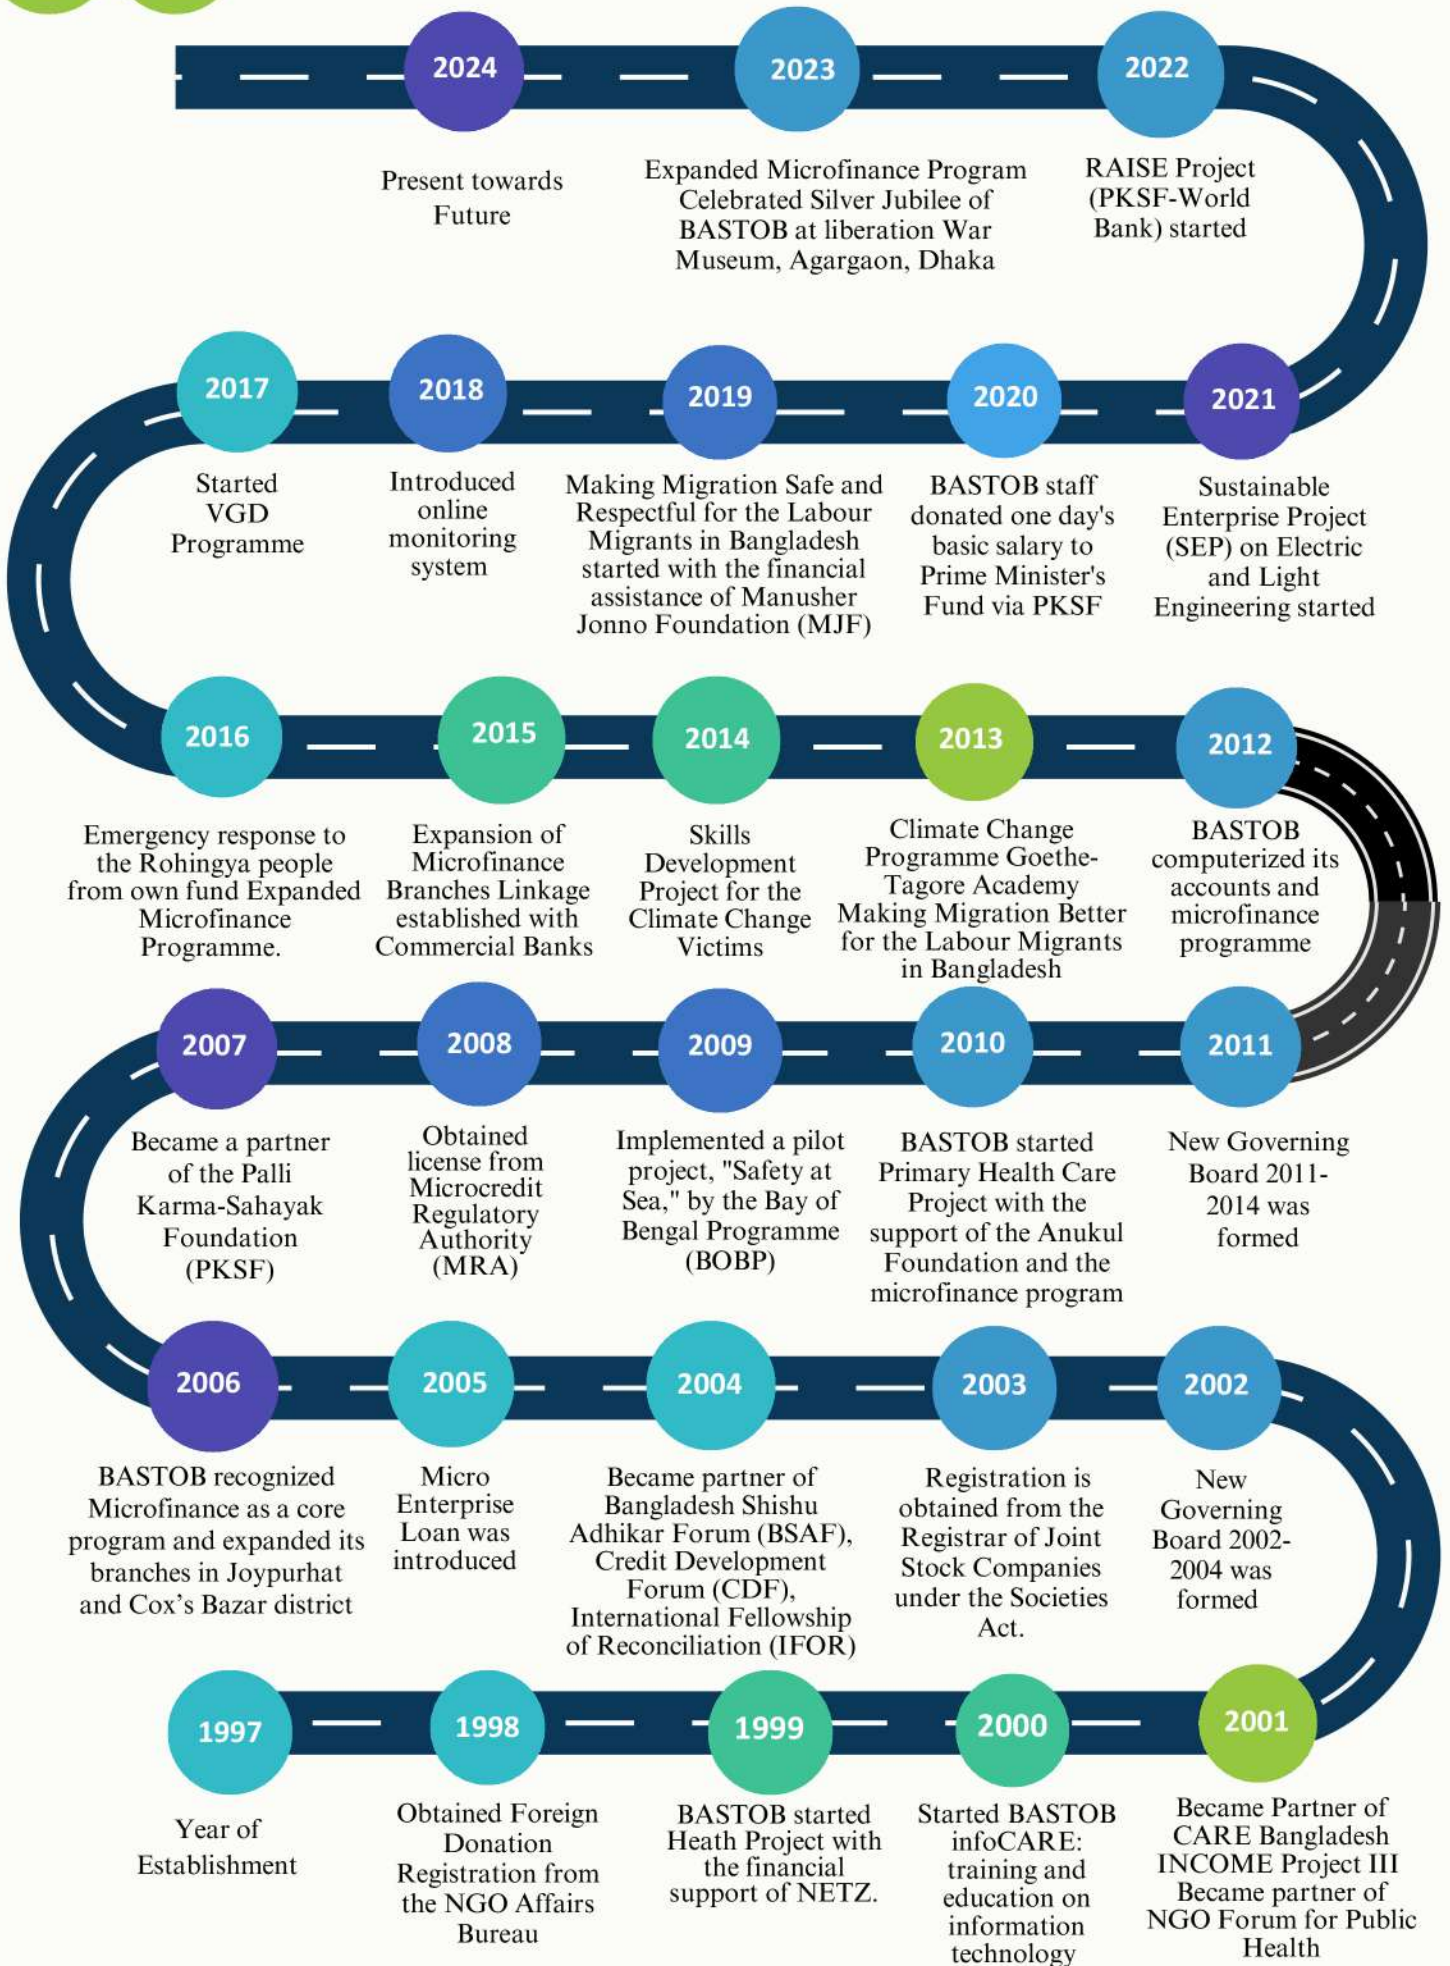 2024
Present towards
Future
2023
Expanded Microfinance Program
Celebrated Silver Jubilee of
BASTOB at liberation War
Museum, Agargaon, Dhaka
2022
RAISE Project
(PKSF-World
Bank) started
2017
Started
VGD
Programme
2018
Introduced
online
monitoring
system
2019
Making Migration Safe and
Respectful for the Labour
Migrants in Bangladesh
started with the financial
assistance of Manusher
Jonno Foundation (MJF)
2020
BASTOB staff
donated one day's
basic salary to
Prime Minister's
Fund via PKSF
2021
Sustainable
Enterprise Project
(SEP) on Electric
and Light
Engineering started
2016
Emergency response to
the Rohingya people
from own fund Expanded
Microfinance
Programme.
2015
Expansion of
Microfinance
Branches Linkage
established with
Commercial Banks
2014
Skills
Development
Project for the
Climate Change
Victims
2013
Climate Change
Programme Goethe-
Tagore Academy
Making Migration Better
for the Labour Migrants
in Bangladesh
2012
BASTOB
computerized its
accounts and
microfinance
programme
2007
Became a partner
of the Palli
Karma-Sahayak
Foundation
(PKSF)
2008
Obtained
license from
Microcredit
Regulatory
Authority
(MRA)
2009
Implemented a pilot
project, "Safety at
Sea," by the Bay of
Bengal Programme
(BOBP)
2010
BASTOB started
Primary Health Care
Project with the
support of the Anukul
Foundation and the
microfinance program
2011
New Governing
Board 2011-
2014 was
formed
2006
BASTOB recognized
Microfinance as a core
program and expanded its
branches in Joypurhat
and Cox's Bazar district
2005
Micro
Enterprise
Loan was
introduced
2004
Became partner of
Bangladesh Shishu
Adhikar Forum (BSAF),
Credit Development
Forum (CDF),
International Fellowship
of Reconciliation (IFOR)
2003
Registration is
obtained from the
Registrar of Joint
Stock Companies
under the Societies
Act.
2002
New
Governing
Board 2002-
2004 was
formed
1997
Year of
Establishment
1998
Obtained Foreign
Donation
Registration from
the NGO Affairs
Bureau
1999
BASTOB started
Heath Project with
the financial
support of NETZ.
2000
Started BASTOB
infoCARE:
training and
education on
information
technology
2001
Became Partner of
CARE Bangladesh
INCOME Project III
Became partner of
NGO Forum for Public
Health